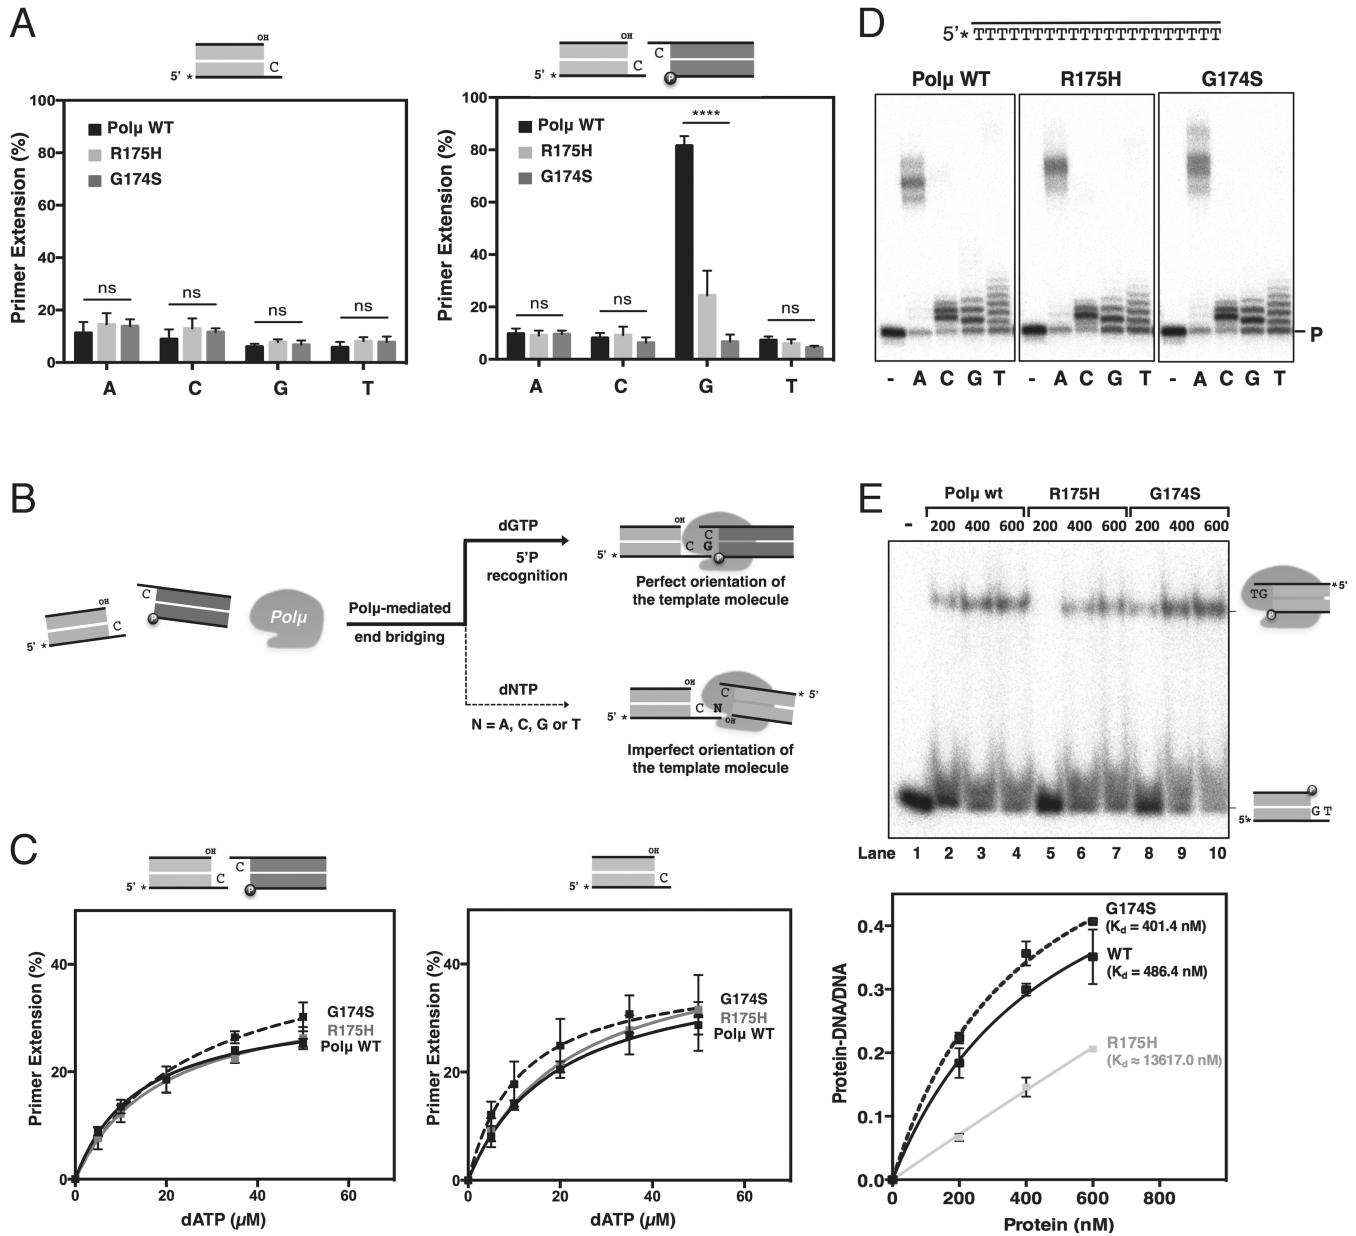 A
OH
C
5' *
100
80
60
40
20
0
Primer Extension (%)
Polμ WT
R175H
G174S
ns
ns
ns
ns
A C G T
OH
C
C
5' *
P
100
80
60
40
20
0
Primer Extension (%)
Polμ WT
R175H
G174S
ns
ns
****
ns
A C G T
B
OH
C
5' *
C
P
Polμ
Polμ-mediated
end bridging
dGTP
5'P
recognition
OH
C
C G
5' *
P
Perfect orientation of
the template molecule
dNTP
N = A, C, G or T
OH
C
* 5'
C N
5' *
OH
Imperfect orientation of
the template molecule
C
OH
C
C
5' *
P
40
20
0
Primer Extension (%)
G174S
R175H
Polμ WT
0 20 40 60
dATP (μM)
OH
C
5' *
40
20
0
Primer Extension (%)
G174S
R175H
Polμ WT
0 20 40 60
dATP (μM)
D
5'* TTTTTTTTTTTTTTTTTTTTT
Polμ WT R175H G174S
P
- A C G T - A C G T - A C G T
E
Polμ wt R175H G174S
- 200 400 600 200 400 600 200 400 600
TG
*5'
P
P
GT
5'*
Lane 1 2 3 4 5 6 7 8 9 10
0.4
0.3
0.2
0.1
0.0
Protein-DNA/DNA
G174S
(Kd = 401.4 nM)
WT
(Kd = 486.4 nM)
R175H
(Kd ≈ 13617.0 nM)
0 200 400 600 800
Protein (nM)